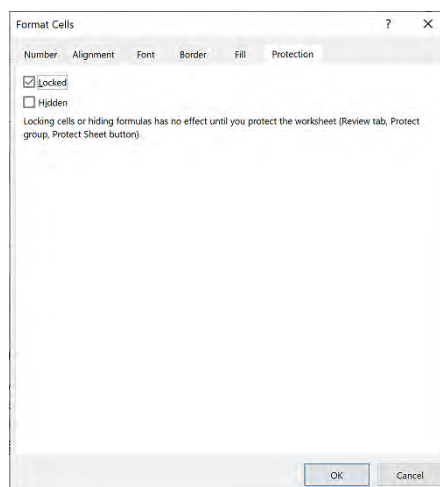 Format Cells ? ×
Number Alignment Font Border Fill Protection
Locked
Hidden
Locking cells or hiding formulas has no effect until you protect the worksheet (Review tab, Protect
group, Protect Sheet button).
OK Cancel